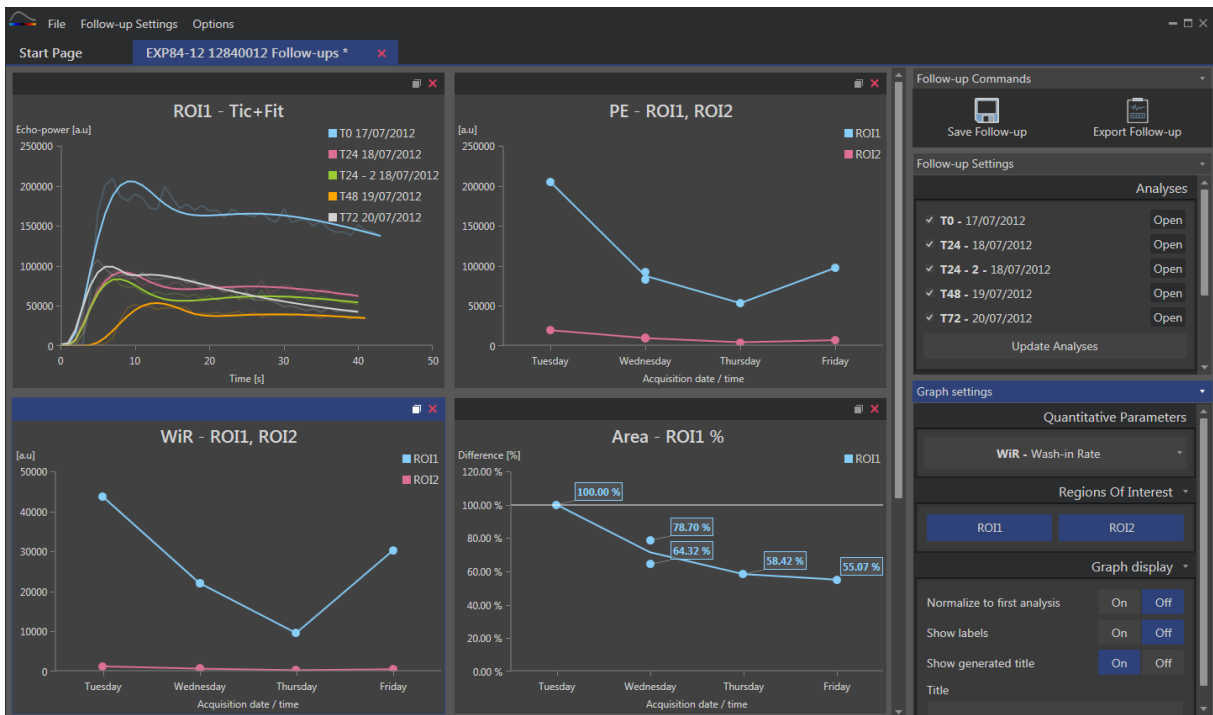 File Follow-up Settings Options
Start Page EXP84-12 12840012 Follow-ups *
ROI1 - Tic+Fit
Echo-power [a.u]
T0 17/07/2012
T24 18/07/2012
T24 - 2 18/07/2012
T48 19/07/2012
T72 20/07/2012
250000
200000
150000
100000
50000
0
0 10 20 30 40 50
Time [s]
PE - ROI1, ROI2
[a.u]
ROI1
ROI2
250000
200000
150000
100000
50000
0
Tuesday Wednesday Thursday Friday
Acquisition date / time
WiR - ROI1, ROI2
[a.u]
ROI1
ROI2
50000
40000
30000
20000
10000
0
Tuesday Wednesday Thursday Friday
Acquisition date / time
Area - ROI1 %
Difference [%]
ROI1
120.00 %
100.00 %
80.00 %
60.00 %
40.00 %
20.00 %
0.00 %
100.00 %
78.70 %
64.32 %
58.42 %
55.07 %
Tuesday Wednesday Thursday Friday
Acquisition date / time
Follow-up Commands
Save Follow-up Export Follow-up
Follow-up Settings
Analyses
T0 - 17/07/2012 Open
T24 - 18/07/2012 Open
T24 - 2 - 18/07/2012 Open
T48 - 19/07/2012 Open
T72 - 20/07/2012 Open
Update Analyses
Graph settings
Quantitative Parameters
WiR - Wash-in Rate
Regions Of Interest
ROI1 ROI2
Graph display
Normalize to first analysis On Off
Show labels On Off
Show generated title On Off
Title